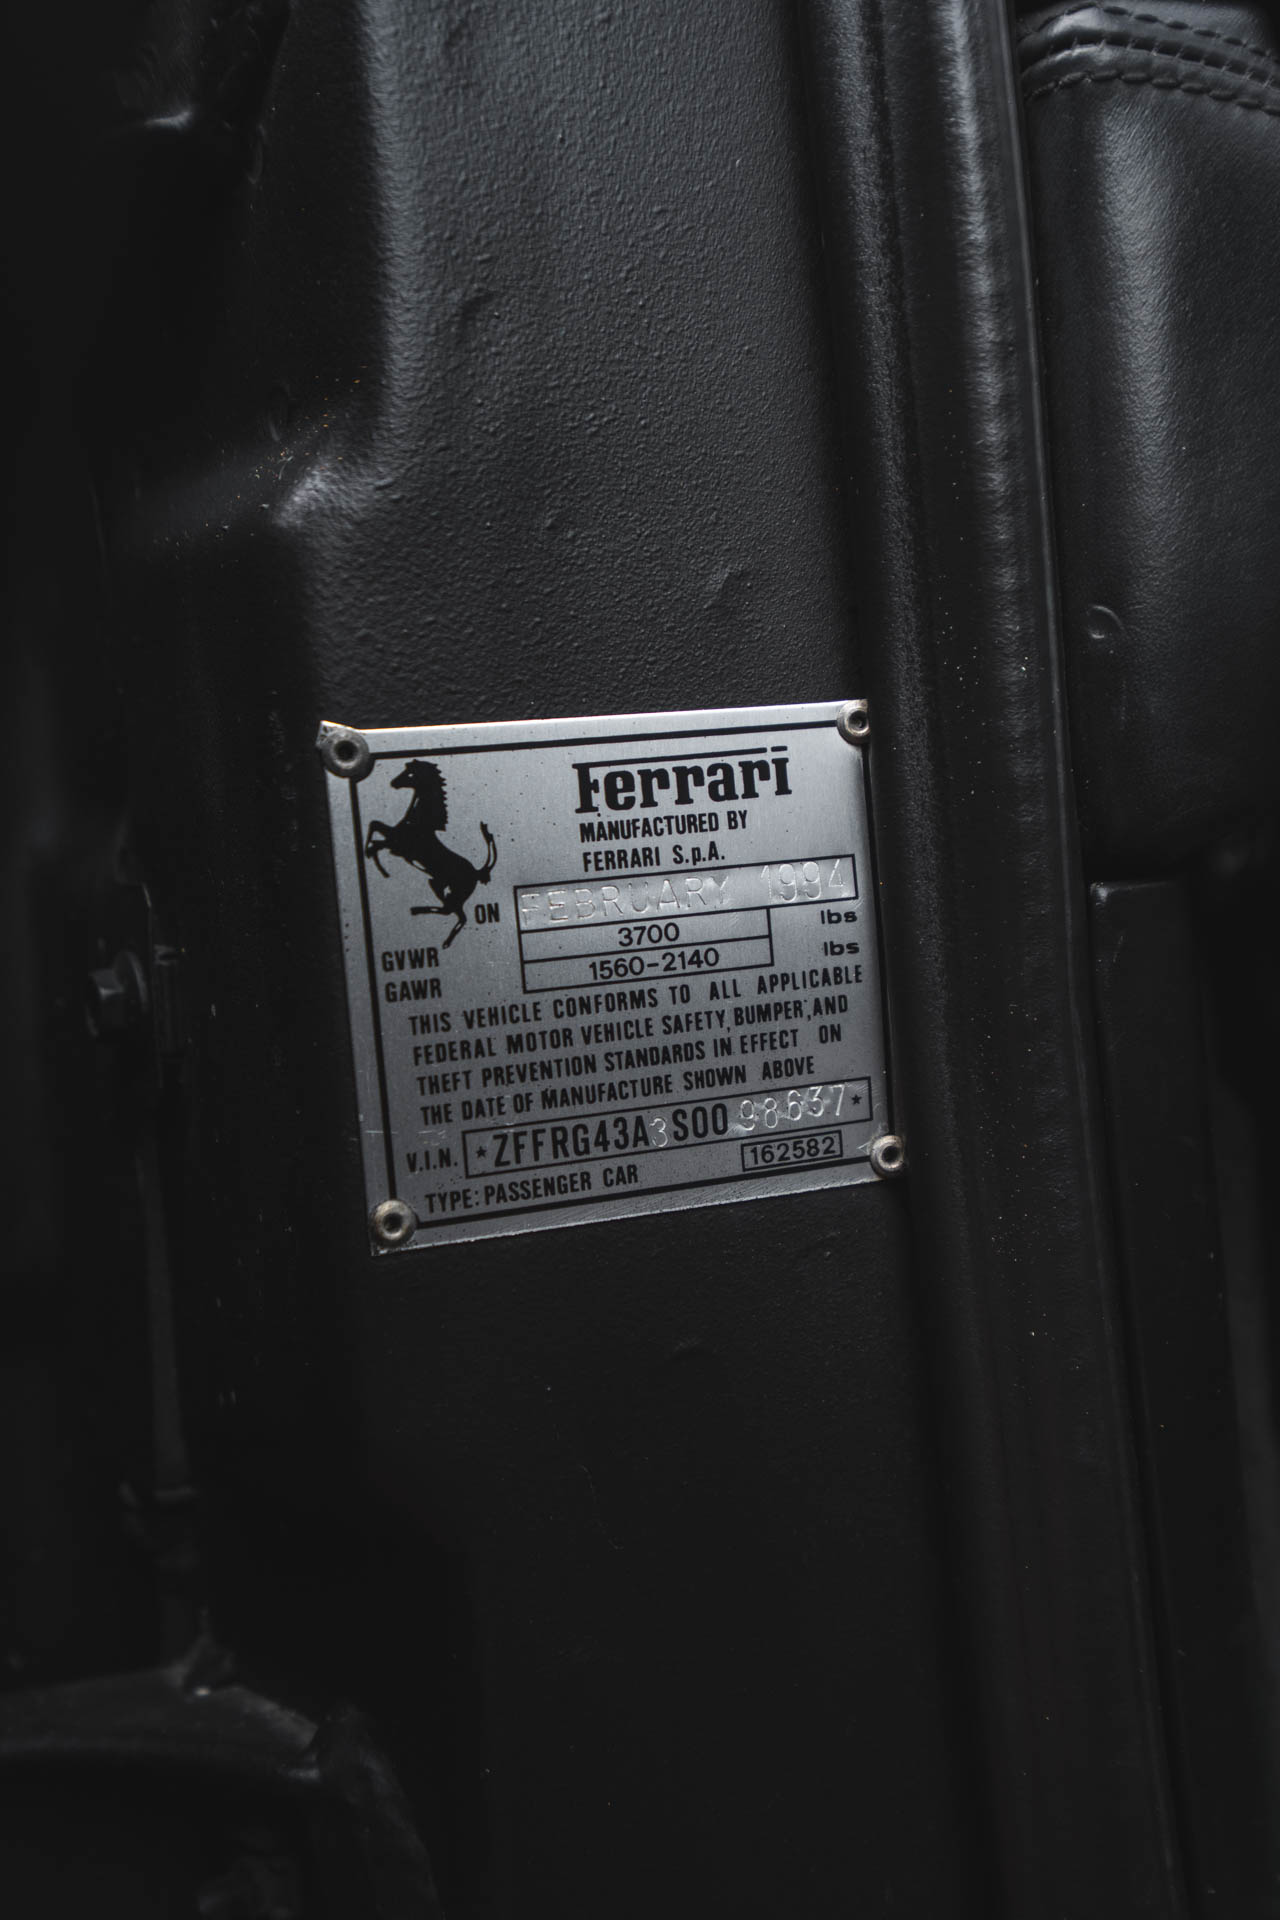 Ferrari
MANUFACTURED BY
FERRARI S.p.A.
ON FEBRUARY 1994
GVWR 3700 lbs
GAWR 1560-2140 lbs
THIS VEHICLE CONFORMS TO ALL APPLICABLE
FEDERAL MOTOR VEHICLE SAFETY, BUMPER, AND
THEFT PREVENTION STANDARDS IN EFFECT ON
THE DATE OF MANUFACTURE SHOWN ABOVE
V.I.N. *ZFFRG43A3S0098637*
TYPE: PASSENGER CAR 162582